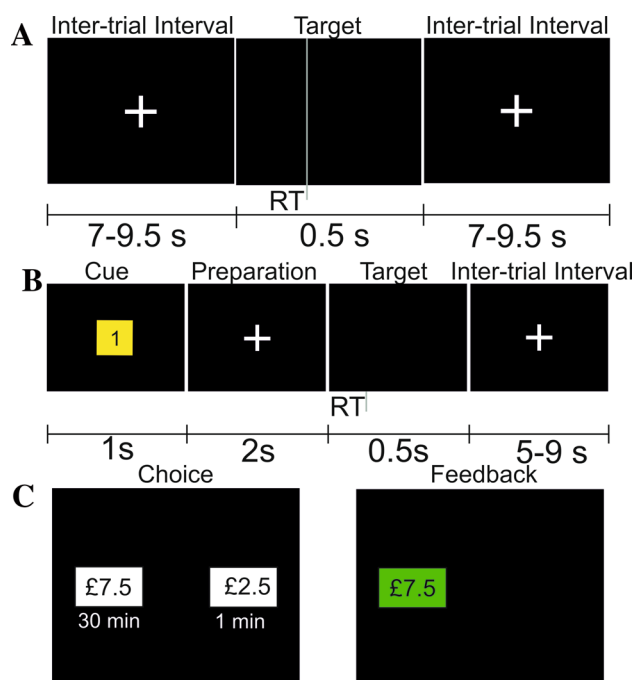 A
Inter-trial Interval Target Inter-trial Interval
RT
7-9.5 s 0.5 s 7-9.5 s
B
Cue Preparation Target Inter-trial Interval
1
RT
1s 2s 0.5s 5-9 s
C
Choice Feedback
£7.5 £2.5 £7.5
30 min 1 min